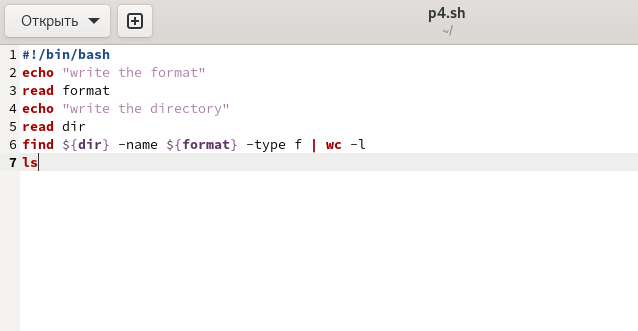 Открыть
p4.sh
~/
1 #!/bin/bash
2 echo "write the format"
3 read format
4 echo "write the directory"
5 read dir
6 find ${dir} -name ${format} -type f | wc -l
7 ls